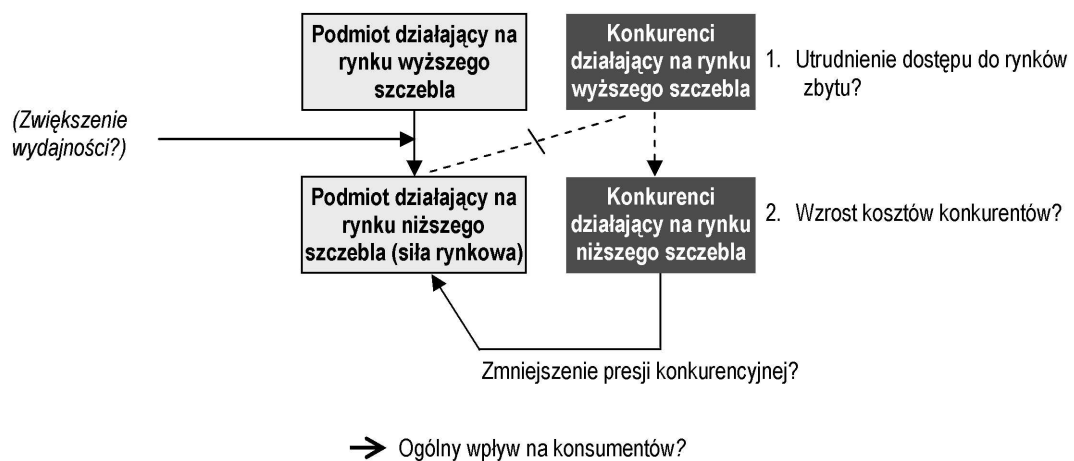 Podmiot działający na
rynku wyższego
szczebla
Konkurenci
działający na rynku
wyższego szczebla
1. Utrudnienie dostępu do rynków
zbytu?
(Zwiększenie
wydajności?)
Podmiot działający na
rynku niższego
szczebla (siła rynkowa)
Konkurenci
działający na rynku
niższego szczebla
2. Wzrost kosztów konkurentów?
Zmniejszenie presji konkurencyjnej?
Ogólny wpływ na konsumentów?